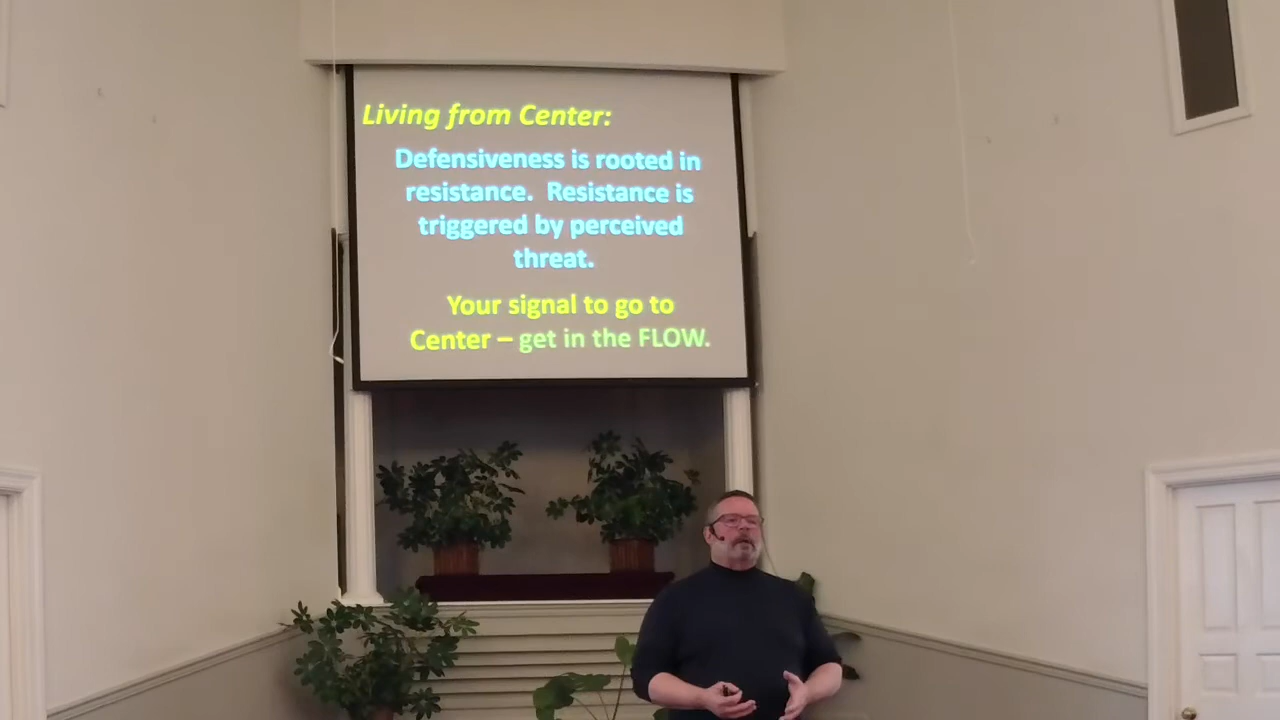 Living from Center:
Defensiveness is rooted in
resistance.  Resistance is
triggered by perceived
threat.
Your signal to go to
Center – get in the FLOW.